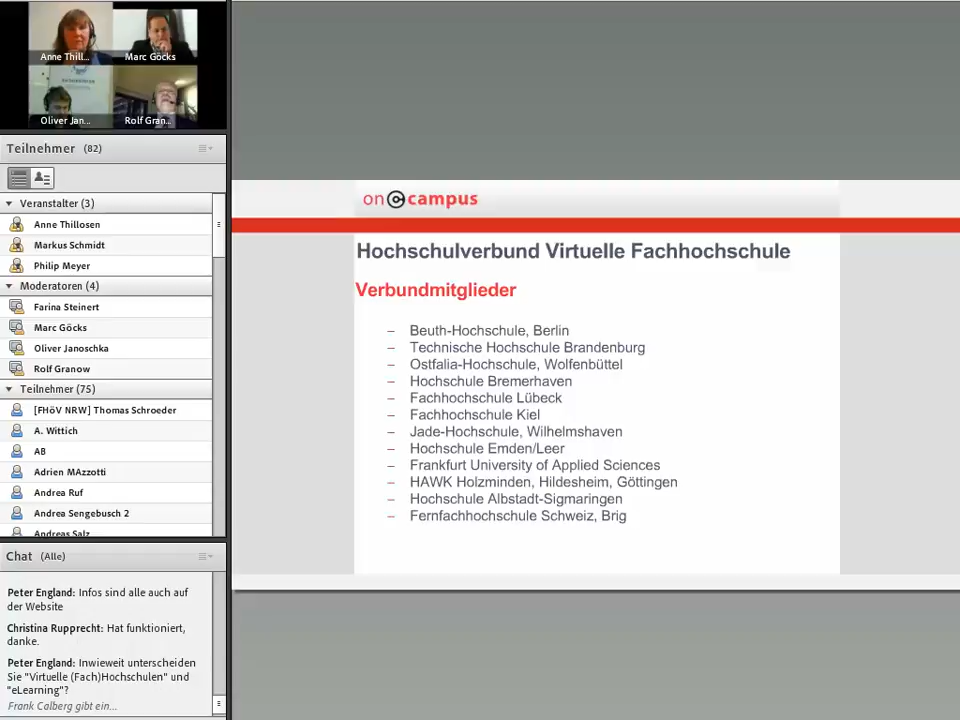 Anne Thill...
Marc Göcks
Oliver Jan...
Rolf Gran...
Teilnehmer (82)
Veranstalter (3)
Anne Thillosen
Markus Schmidt
Philip Meyer
Moderatoren (4)
Farina Steinert
Marc Göcks
Oliver Janoschka
Rolf Granow
Teilnehmer (75)
[FHöV NRW] Thomas Schroeder
A. Wittich
AB
Adrien MAzzotti
Andrea Ruf
Andrea Sengebusch 2
Andreas Salz
Chat (Alle)
Peter England: Infos sind alle auch auf
der Website
Christina Rupprecht: Hat funktioniert,
danke.
Peter England: Inwieweit unterscheiden
Sie "Virtuelle (Fach)Hochschulen" und
"eLearning"?
Frank Calberg gibt ein...
on campus
Hochschulverbund Virtuelle Fachhochschule
Verbundmitglieder
– Beuth-Hochschule, Berlin
– Technische Hochschule Brandenburg
– Ostfalia-Hochschule, Wolfenbüttel
– Hochschule Bremerhaven
– Fachhochschule Lübeck
– Fachhochschule Kiel
– Jade-Hochschule, Wilhelmshaven
– Hochschule Emden/Leer
– Frankfurt University of Applied Sciences
– HAWK Holzminden, Hildesheim, Göttingen
– Hochschule Albstadt-Sigmaringen
– Fernfachhochschule Schweiz, Brig